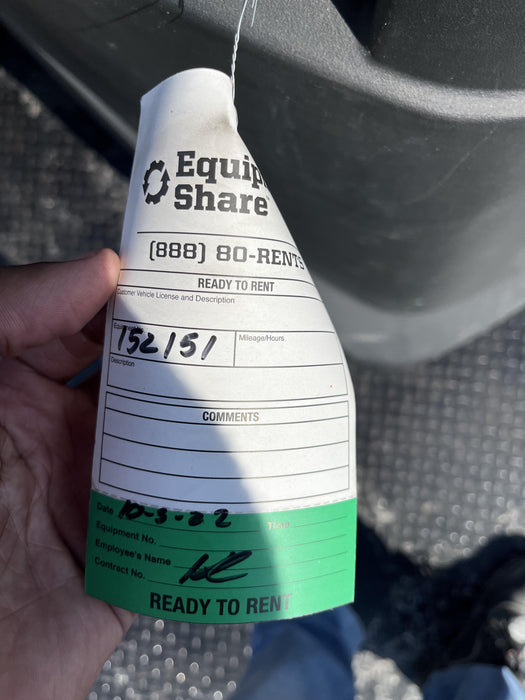 Equip
Share
(888) 80-RENTS
READY TO RENT
Customer Vehicle License and Description
152151
Mileage/Hours
Description
COMMENTS
Date 10-3-22
Equipment No.
Employee's Name
Contract No.
READY TO RENT